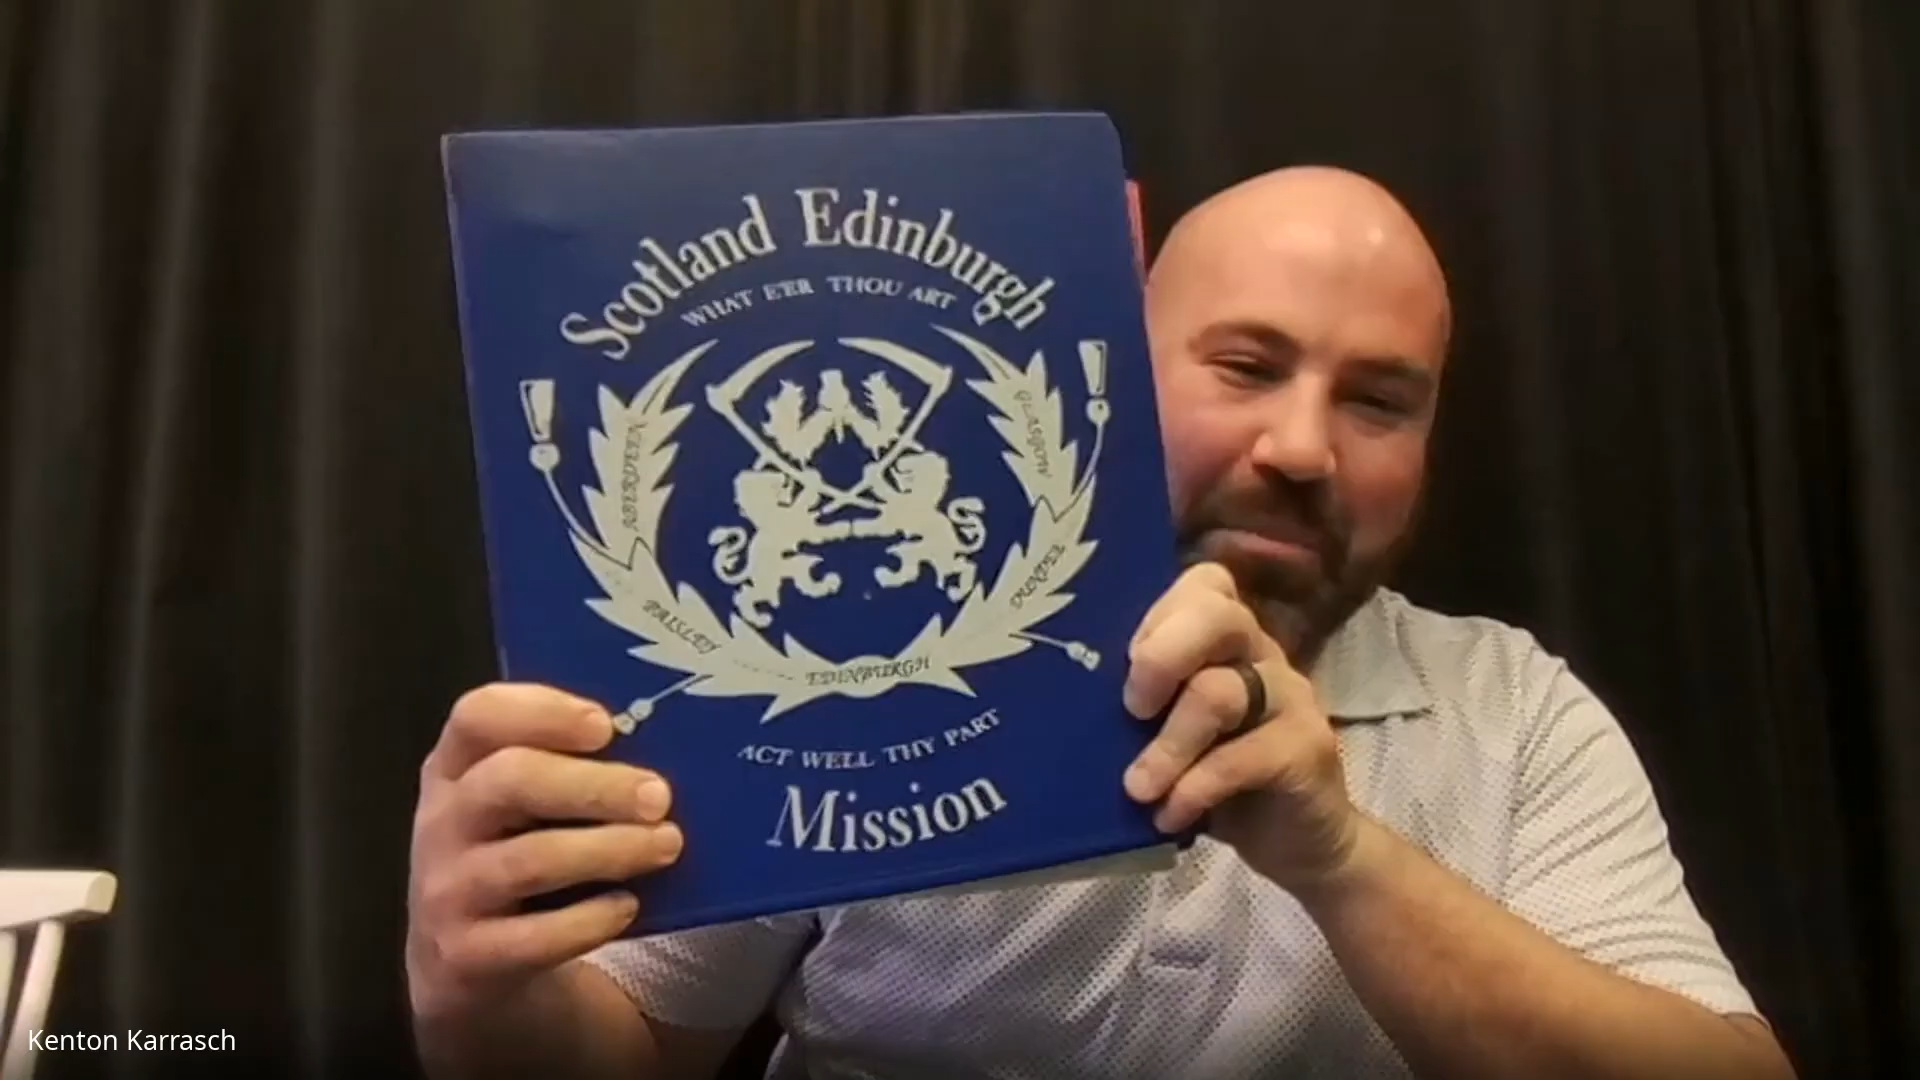 Scotland Edinburgh
WHAT E'ER THOU ART
GLASGOW
ABERDEEN
DUNDEE
PAISLEY
EDINBURGH
ACT WELL THY PART
Mission
Kenton Karrasch